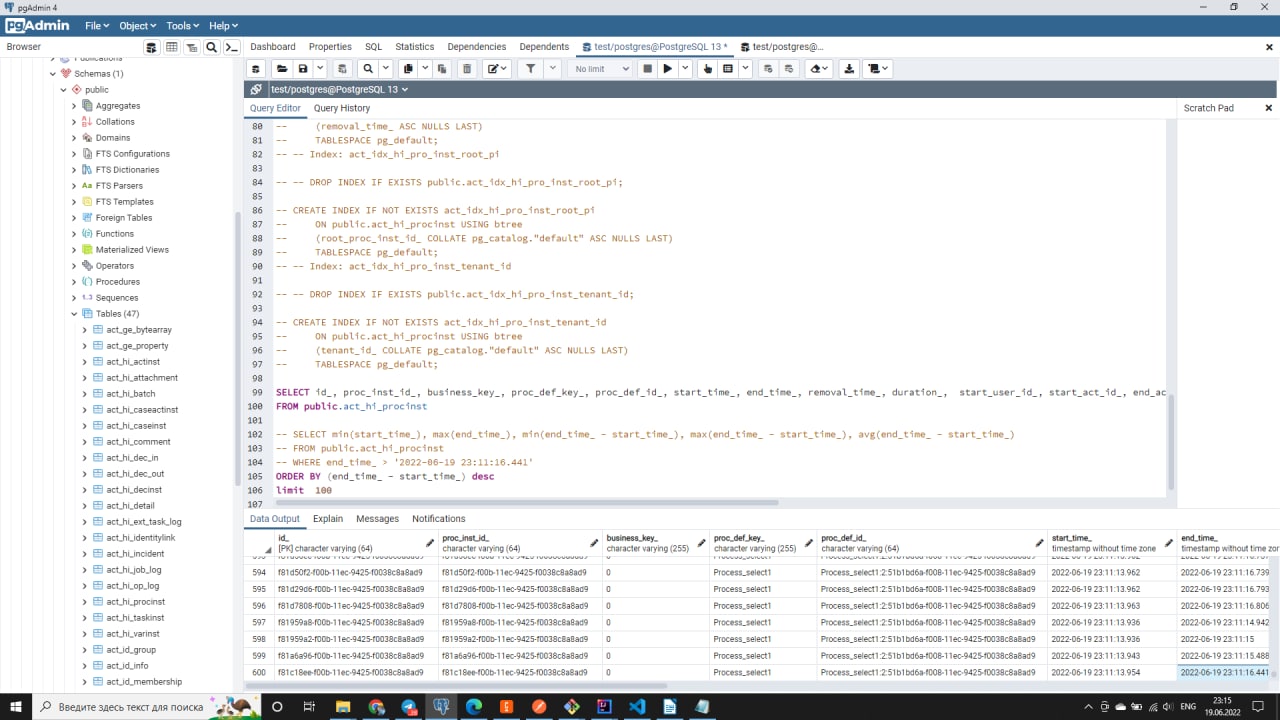 pgAdmin 4
pgAdmin File Object Tools Help
Browser
Dashboard Properties SQL Statistics Dependencies Dependents test/postgres@PostgreSQL 13 * test/postgres@...
No limit
test/postgres@PostgreSQL 13
Query Editor Query History
Scratch Pad
Publications
Schemas (1)
public
Aggregates
Collations
Domains
FTS Configurations
FTS Dictionaries
FTS Parsers
FTS Templates
Foreign Tables
Functions
Materialized Views
Operators
Procedures
Sequences
Tables (47)
act_ge_bytearray
act_ge_property
act_hi_actinst
act_hi_attachment
act_hi_batch
act_hi_caseactinst
act_hi_caseinst
act_hi_comment
act_hi_dec_in
act_hi_dec_out
act_hi_decinst
act_hi_detail
act_hi_ext_task_log
act_hi_identitylink
act_hi_incident
act_hi_job_log
act_hi_op_log
act_hi_procinst
act_hi_taskinst
act_hi_varinst
act_id_group
act_id_info
act_id_membership
80 -- (removal_time_ ASC NULLS LAST)
81 -- TABLESPACE pg_default;
82 -- -- Index: act_idx_hi_pro_inst_root_pi
83
84 -- -- DROP INDEX IF EXISTS public.act_idx_hi_pro_inst_root_pi;
85
86 -- CREATE INDEX IF NOT EXISTS act_idx_hi_pro_inst_root_pi
87 -- ON public.act_hi_procinst USING btree
88 -- (root_proc_inst_id_ COLLATE pg_catalog."default" ASC NULLS LAST)
89 -- TABLESPACE pg_default;
90 -- -- Index: act_idx_hi_pro_inst_tenant_id
91
92 -- -- DROP INDEX IF EXISTS public.act_idx_hi_pro_inst_tenant_id;
93
94 -- CREATE INDEX IF NOT EXISTS act_idx_hi_pro_inst_tenant_id
95 -- ON public.act_hi_procinst USING btree
96 -- (tenant_id_ COLLATE pg_catalog."default" ASC NULLS LAST)
97 -- TABLESPACE pg_default;
98
99 SELECT id_, proc_inst_id_, business_key_, proc_def_key_, proc_def_id_, start_time_, end_time_, removal_time_, duration_, start_user_id_, start_act_id_, end_ac
100 FROM public.act_hi_procinst
101
102 -- SELECT min(start_time_), max(end_time_), min(end_time_ - start_time_), max(end_time_ - start_time_), avg(end_time_ - start_time_)
103 -- FROM public.act_hi_procinst
104 -- WHERE end_time_ > '2022-06-19 23:11:16.441'
105 ORDER BY (end_time_ - start_time_) desc
106 limit 100
107
Data Output Explain Messages Notifications
id_ proc_inst_id_ business_key_ proc_def_key_ proc_def_id_ start_time_ end_time_
[PK] character varying (64) character varying (64) character varying (255) character varying (255) character varying (64) timestamp without time zone timestamp without time zor
594 f81d50f2-f00b-11ec-9425-f0038c8a8ad9 f81d50f2-f00b-11ec-9425-f0038c8a8ad9 0 Process_select1 Process_select1:2:51b1bd6a-f008-11ec-9425-f0038c8a8ad9 2022-06-19 23:11:13.962 2022-06-19 23:11:16.739
595 f81d29d6-f00b-11ec-9425-f0038c8a8ad9 f81d29d6-f00b-11ec-9425-f0038c8a8ad9 0 Process_select1 Process_select1:2:51b1bd6a-f008-11ec-9425-f0038c8a8ad9 2022-06-19 23:11:13.962 2022-06-19 23:11:16.793
596 f81d7808-f00b-11ec-9425-f0038c8a8ad9 f81d7808-f00b-11ec-9425-f0038c8a8ad9 0 Process_select1 Process_select1:2:51b1bd6a-f008-11ec-9425-f0038c8a8ad9 2022-06-19 23:11:13.963 2022-06-19 23:11:16.806
597 f81959a8-f00b-11ec-9425-f0038c8a8ad9 f81959a8-f00b-11ec-9425-f0038c8a8ad9 0 Process_select1 Process_select1:2:51b1bd6a-f008-11ec-9425-f0038c8a8ad9 2022-06-19 23:11:13.936 2022-06-19 23:11:14.942
598 f81959a2-f00b-11ec-9425-f0038c8a8ad9 f81959a2-f00b-11ec-9425-f0038c8a8ad9 0 Process_select1 Process_select1:2:51b1bd6a-f008-11ec-9425-f0038c8a8ad9 2022-06-19 23:11:13.936 2022-06-19 23:11:15
599 f81a6a96-f00b-11ec-9425-f0038c8a8ad9 f81a6a96-f00b-11ec-9425-f0038c8a8ad9 0 Process_select1 Process_select1:2:51b1bd6a-f008-11ec-9425-f0038c8a8ad9 2022-06-19 23:11:13.943 2022-06-19 23:11:15.488
600 f81c18ee-f00b-11ec-9425-f0038c8a8ad9 f81c18ee-f00b-11ec-9425-f0038c8a8ad9 0 Process_select1 Process_select1:2:51b1bd6a-f008-11ec-9425-f0038c8a8ad9 2022-06-19 23:11:13.954 2022-06-19 23:11:16.441
Введите здесь текст для поиска
ENG
23:15
19.06.2022